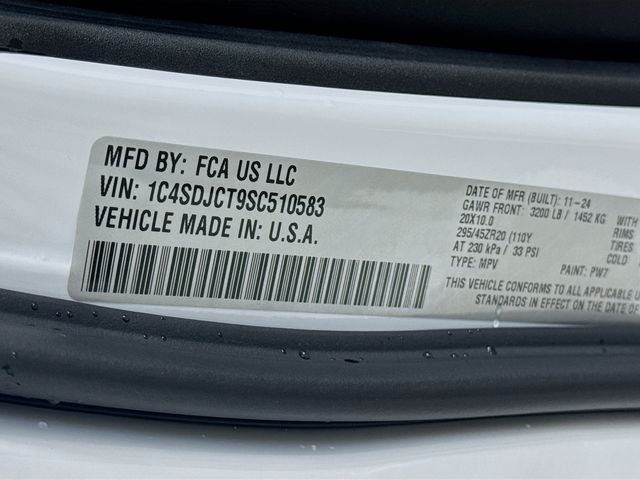 MFD BY: FCA US LLC
VIN: 1C4SDJCT9SC510583
VEHICLE MADE IN: U.S.A.
DATE OF MFR (BUILT): 11-24
GAWR FRONT: 3200 LB / 1452 KG WITH
20X10.0 RIMS
295/45ZR20 (110Y TIRES
AT 230 kPa / 33 PSI COLD
TYPE: MPV PAINT: PW7
THIS VEHICLE CONFORMS TO ALL APPLICABLE
STANDARDS IN EFFECT ON THE DATE OF